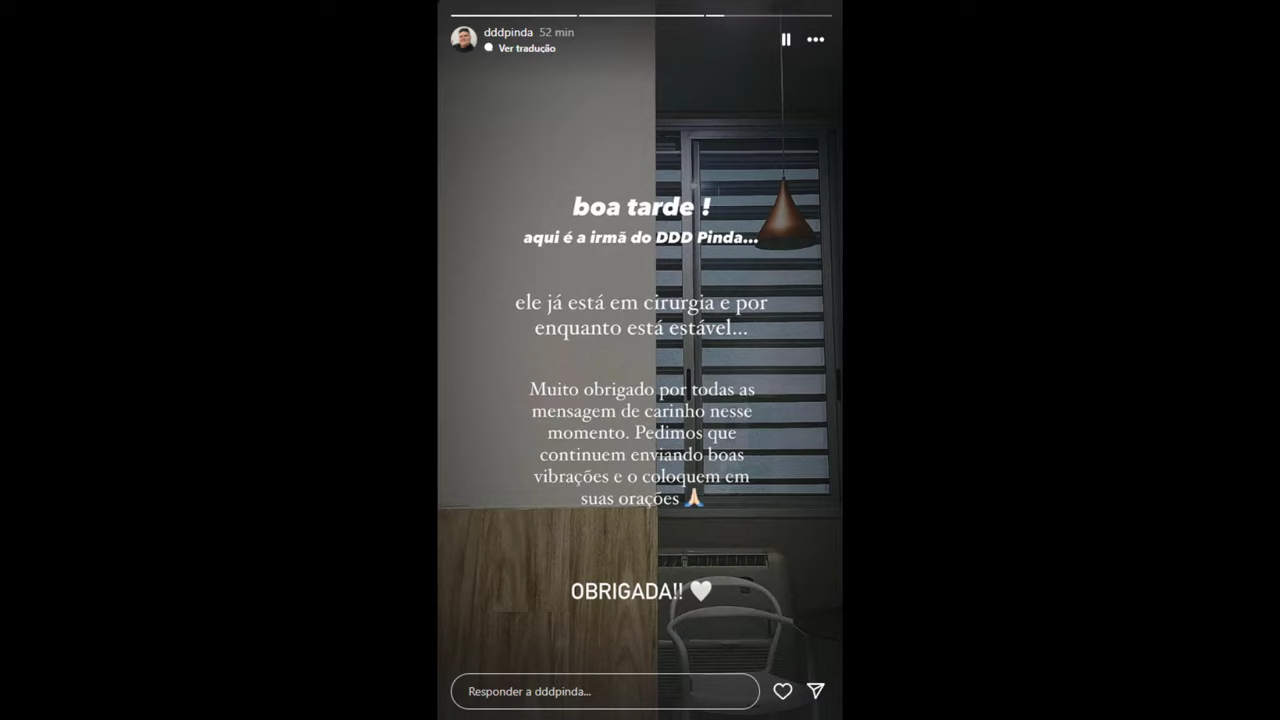 dddpinda 52 min
Ver tradução
boa tarde !
aqui é a irmã do DDD Pinda...
ele já está em cirurgia e por
enquanto está estável...
Muito obrigado por todas as
mensagem de carinho nesse
momento. Pedimos que
continuem enviando boas
vibrações e o coloquem em
suas orações 🙏🏻
OBRIGADA!! 🤍
Responder a dddpinda...